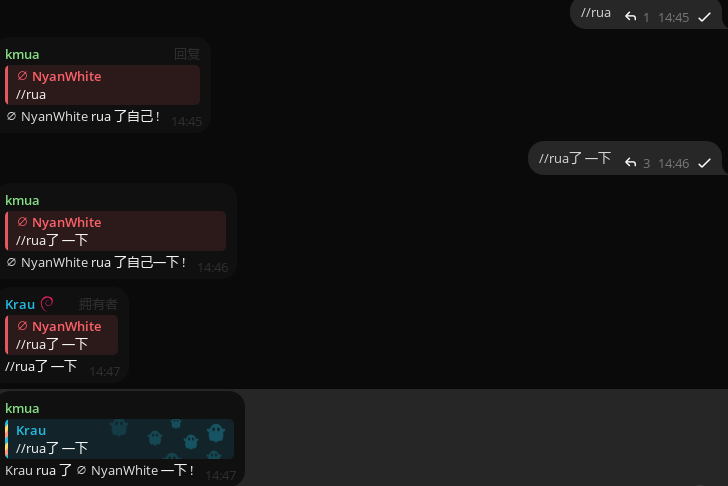 //rua 1 14:45
kmua 回复
∅ NyanWhite
//rua
∅ NyanWhite rua 了自己！
14:45
//rua了 一下 3 14:46
kmua
∅ NyanWhite
//rua了 一下
∅ NyanWhite rua 了自己一下！
14:46
Krau 拥有者
∅ NyanWhite
//rua了 一下
//rua了 一下 14:47
kmua
Krau
//rua了 一下
Krau rua 了 ∅ NyanWhite 一下！ 14:47